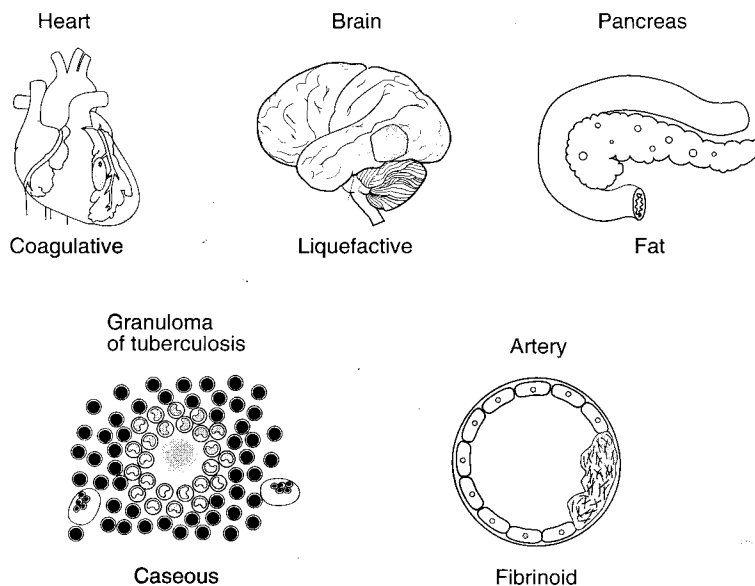 Heart
Brain
Pancreas
Coagulative
Liquefactive
Fat
Granuloma
of tuberculosis
Artery
Caseous
Fibrinoid